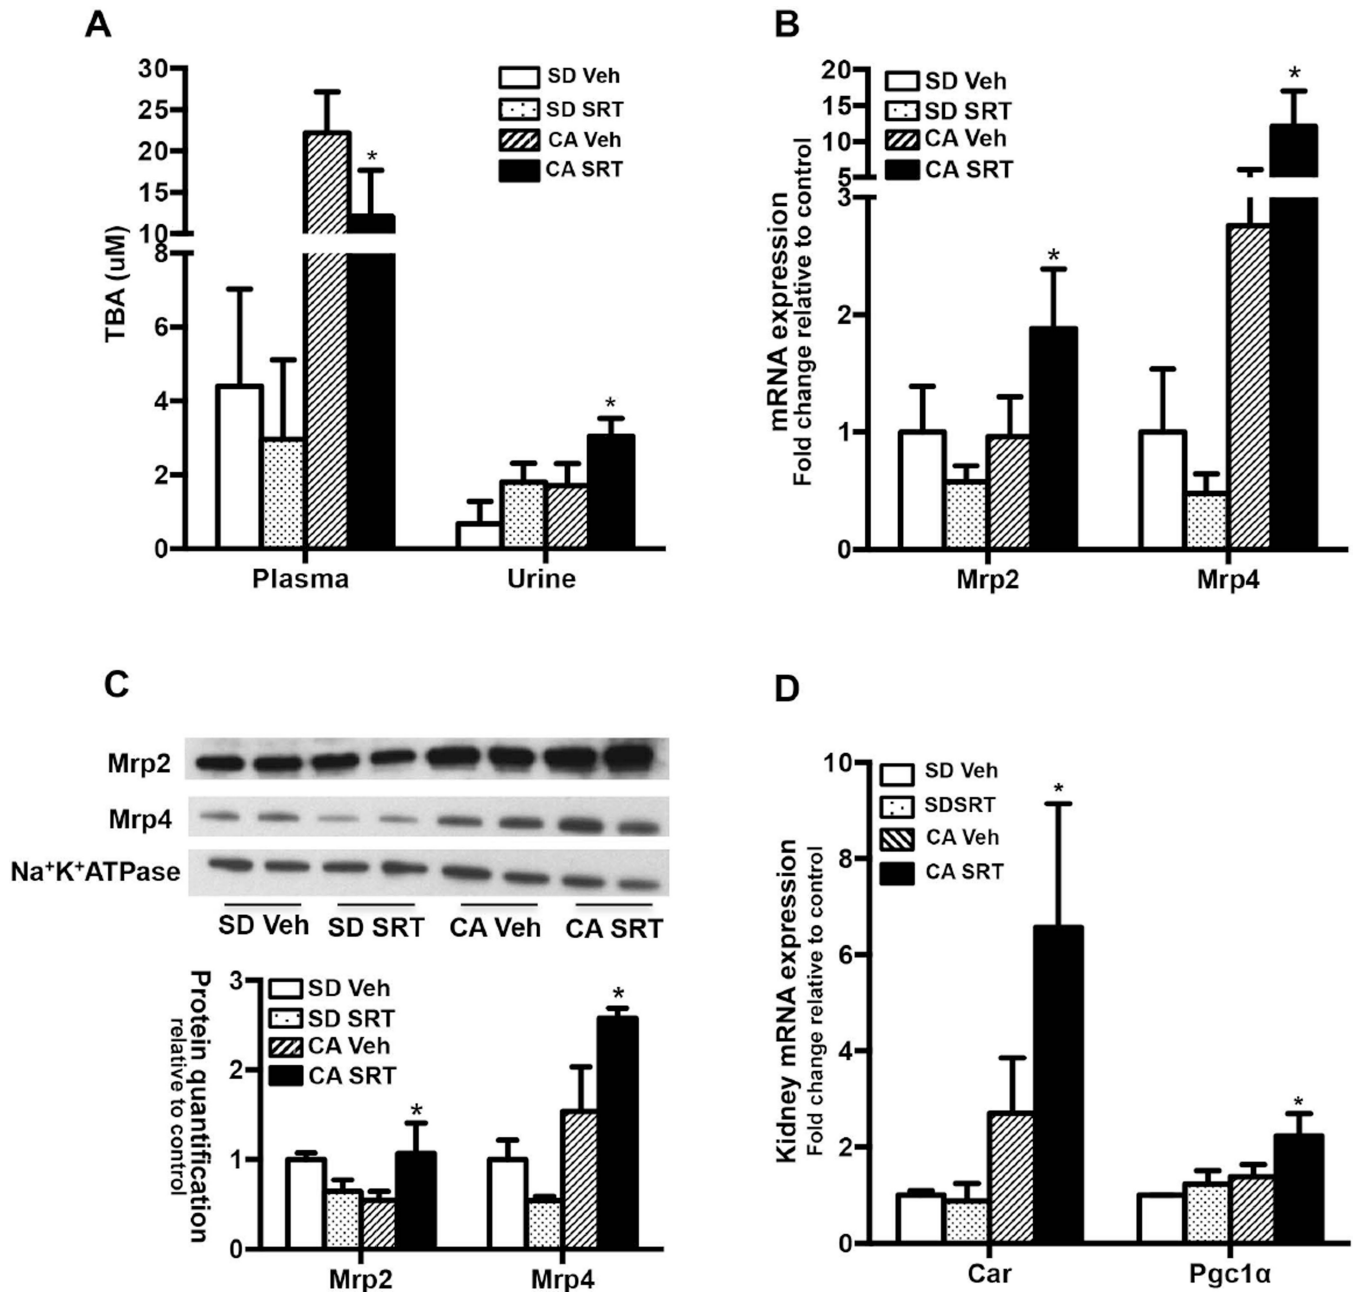 A
TBA (uM)
30
25
20
15
10
8
6
4
2
0
SD Veh
SD SRT
CA Veh
CA SRT
*
*
Plasma
Urine
B
mRNA expression
Fold change relative to control
20
15
10
5
3
2
1
0
SD Veh
SD SRT
CA Veh
CA SRT
*
*
Mrp2
Mrp4
C
Mrp2
Mrp4
Na⁺K⁺ATPase
SD Veh
SD SRT
CA Veh
CA SRT
Protein quantification
relative to control
3
2
1
0
SD Veh
SD SRT
CA Veh
CA SRT
*
*
Mrp2
Mrp4
D
Kidney mRNA expression
Fold change relative to control
10
8
6
4
2
0
SD Veh
SDSRT
CA Veh
CA SRT
*
*
Car
Pgc1α